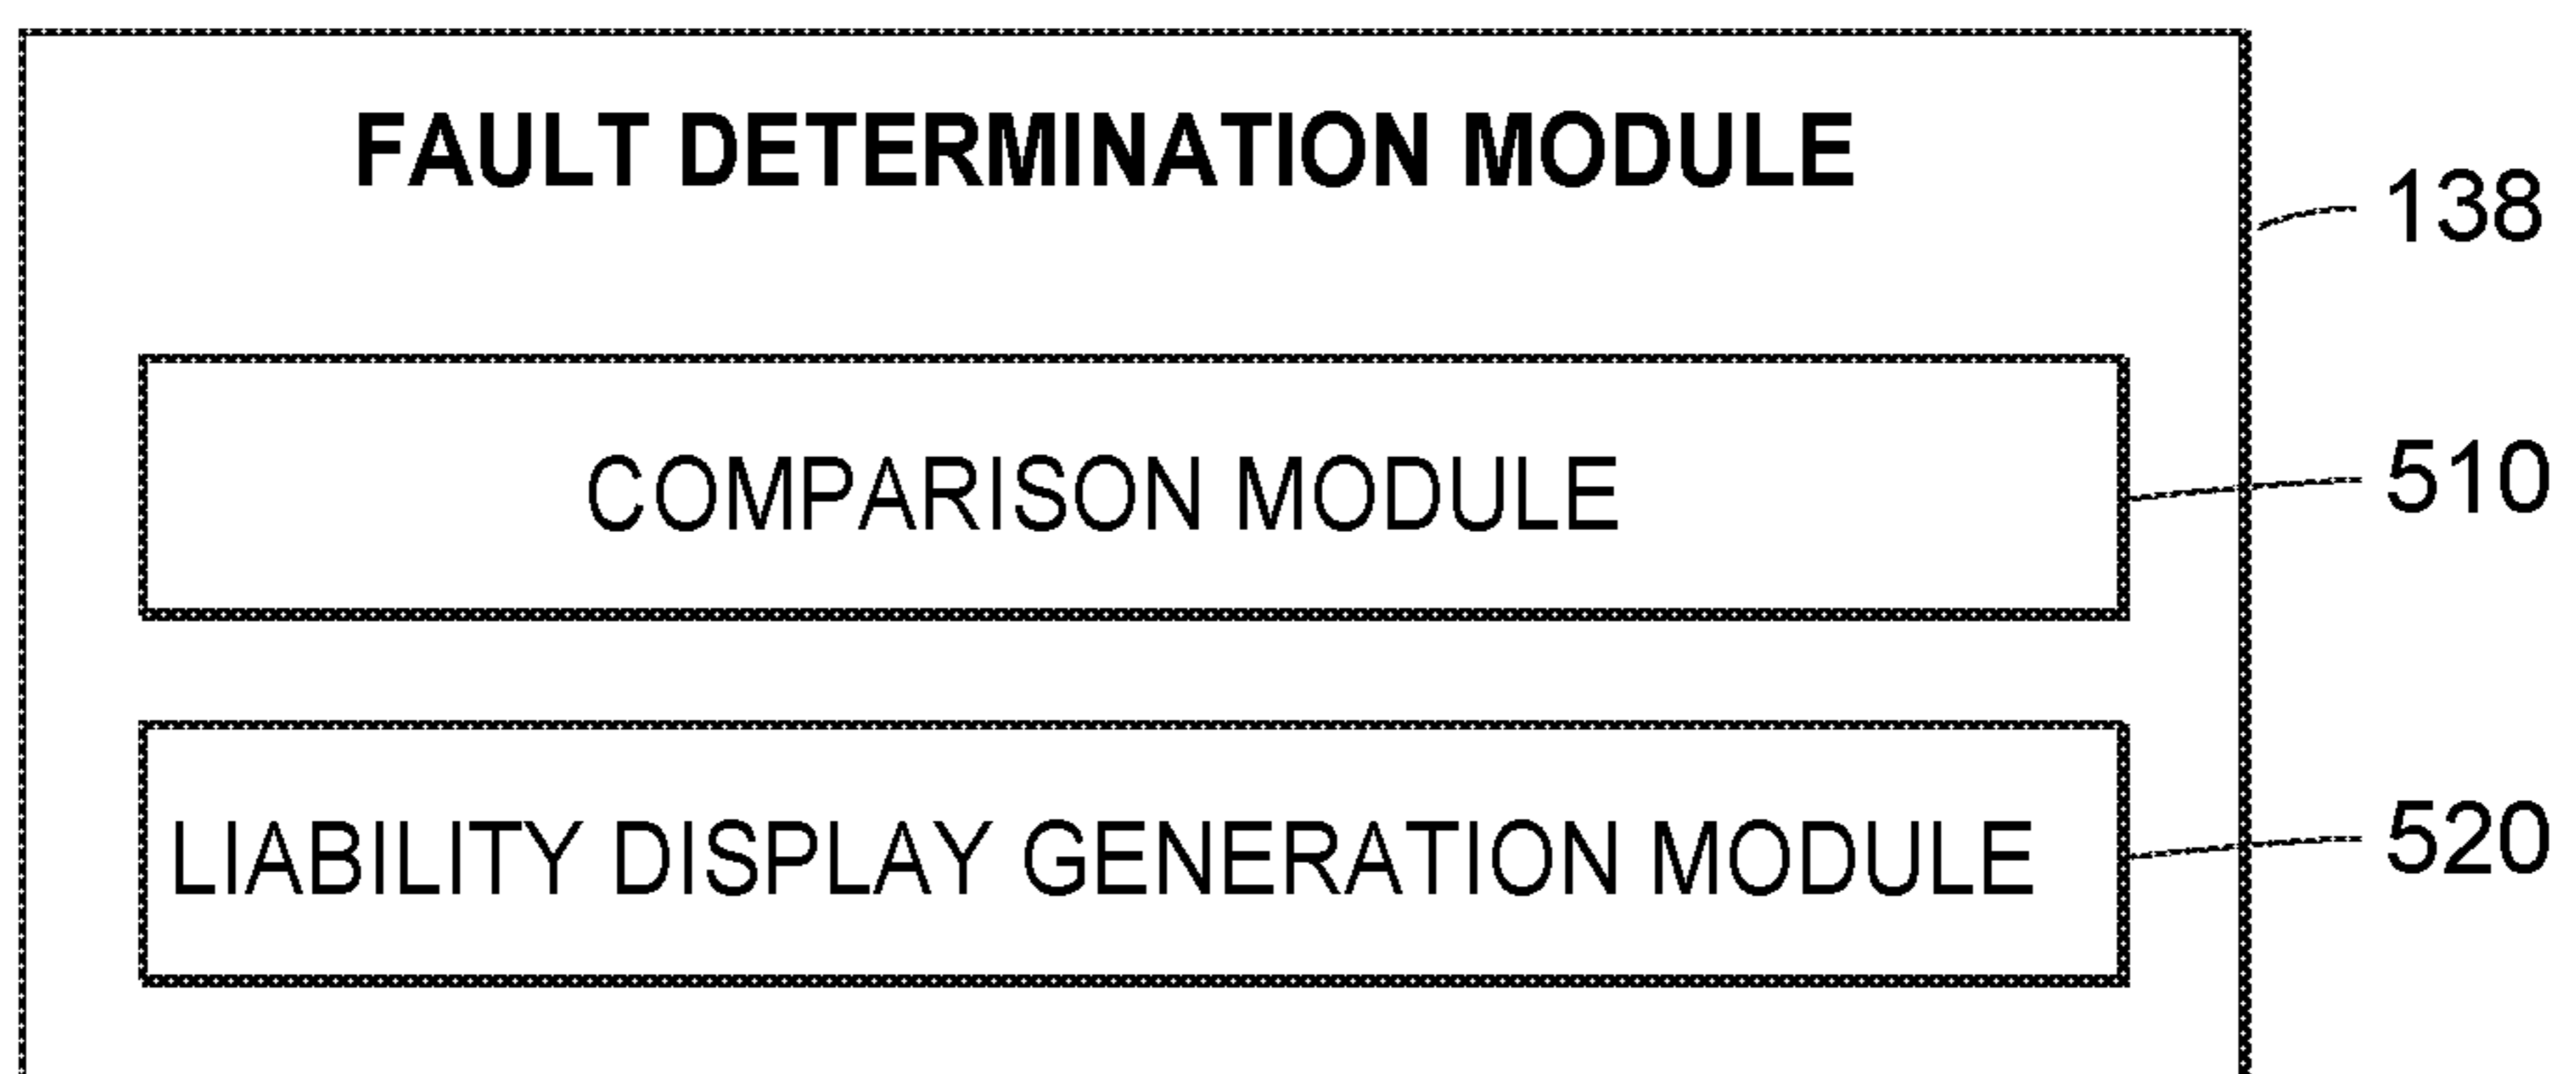 FAULT DETERMINATION MODULE
138
COMPARISON MODULE
510
LIABILITY DISPLAY GENERATION MODULE
520